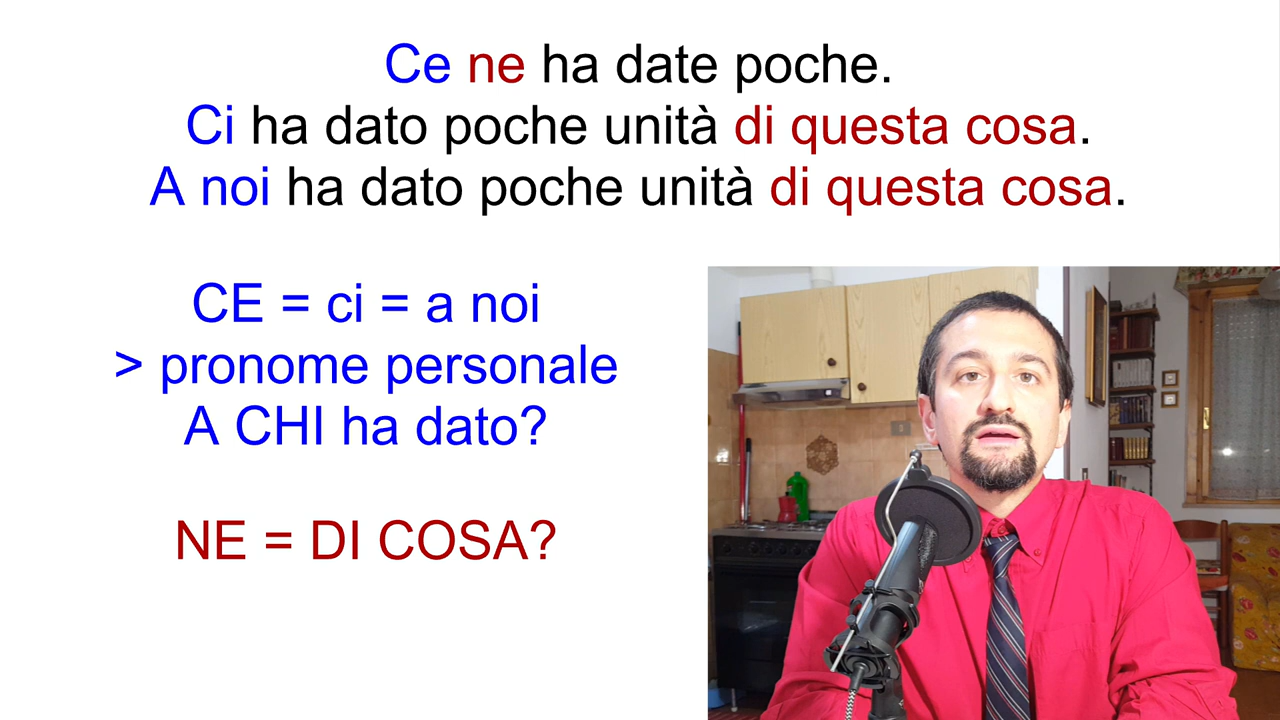 Ce ne ha date poche.
Ci ha dato poche unità di questa cosa.
A noi ha dato poche unità di questa cosa.
CE = ci = a noi
> pronome personale
A CHI ha dato?
NE = DI COSA?